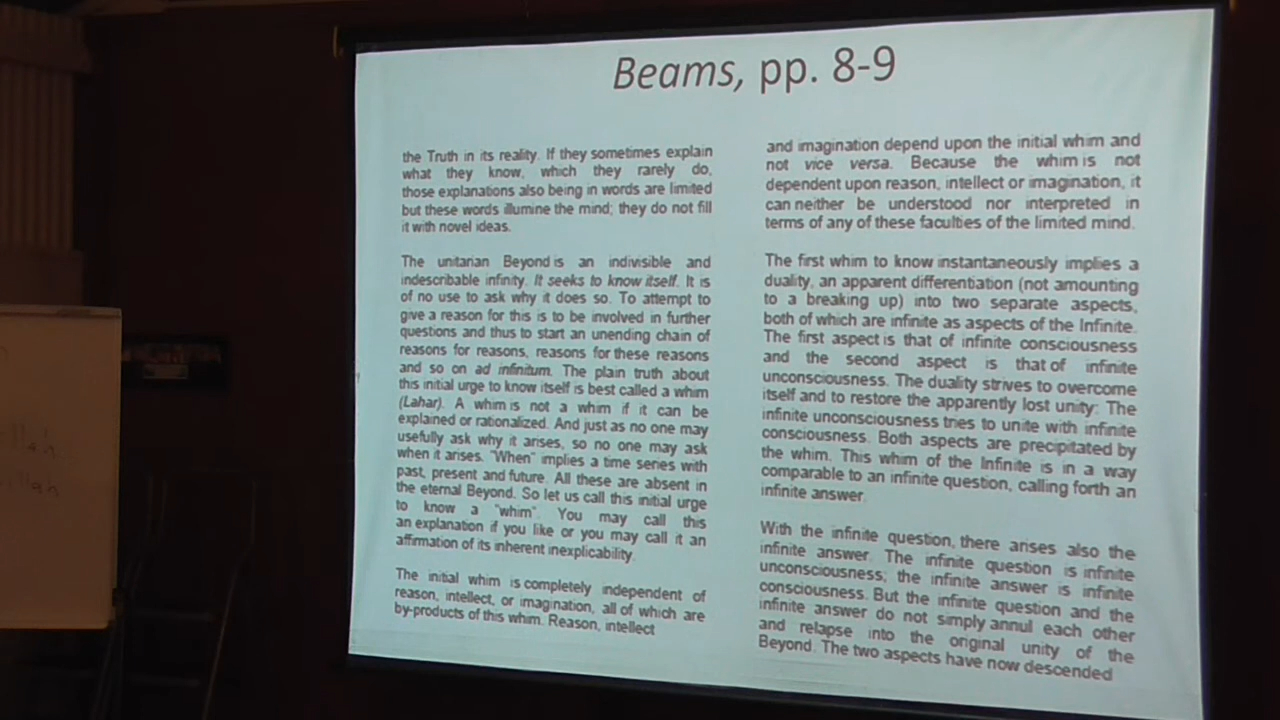 Beams, pp. 8-9
the Truth in its reality. If they sometimes explain
what they know, which they rarely do,
those explanations also being in words are limited
but these words illumine the mind; they do not fill
it with novel ideas.
The unitarian Beyond is an indivisible and
indescribable infinity. It seeks to know itself. It is
of no use to ask why it does so. To attempt to
give a reason for this is to be involved in further
questions and thus to start an unending chain of
reasons for reasons, reasons for these reasons
and so on ad infinitum. The plain truth about
this initial urge to know itself is best called a whim
(Lahar). A whim is not a whim if it can be
explained or rationalized. And just as no one may
usefully ask why it arises, so no one may ask
when it arises. "When" implies a time series with
past, present and future. All these are absent in
the eternal Beyond. So let us call this initial urge
to know a "whim". You may call this
an explanation if you like or you may call it an
affirmation of its inherent inexplicability.
The initial whim is completely independent of
reason, intellect, or imagination, all of which are
by-products of this whim. Reason, intellect
and imagination depend upon the initial whim and
not vice versa. Because the whim is not
dependent upon reason, intellect or imagination, it
can neither be understood nor interpreted in
terms of any of these faculties of the limited mind.
The first whim to know instantaneously implies a
duality, an apparent differentiation (not amounting
to a breaking up) into two separate aspects,
both of which are infinite as aspects of the Infinite.
The first aspect is that of infinite consciousness
and the second aspect is that of infinite
unconsciousness. The duality strives to overcome
itself and to restore the apparently lost unity: The
infinite unconsciousness tries to unite with infinite
consciousness. Both aspects are precipitated by
the whim. This whim of the Infinite is in a way
comparable to an infinite question, calling forth an
infinite answer.
With the infinite question, there arises also the
infinite answer. The infinite question is infinite
unconsciousness; the infinite answer is infinite
consciousness. But the infinite question and the
infinite answer do not simply annul each other
and relapse into the original unity of the
Beyond. The two aspects have now descended